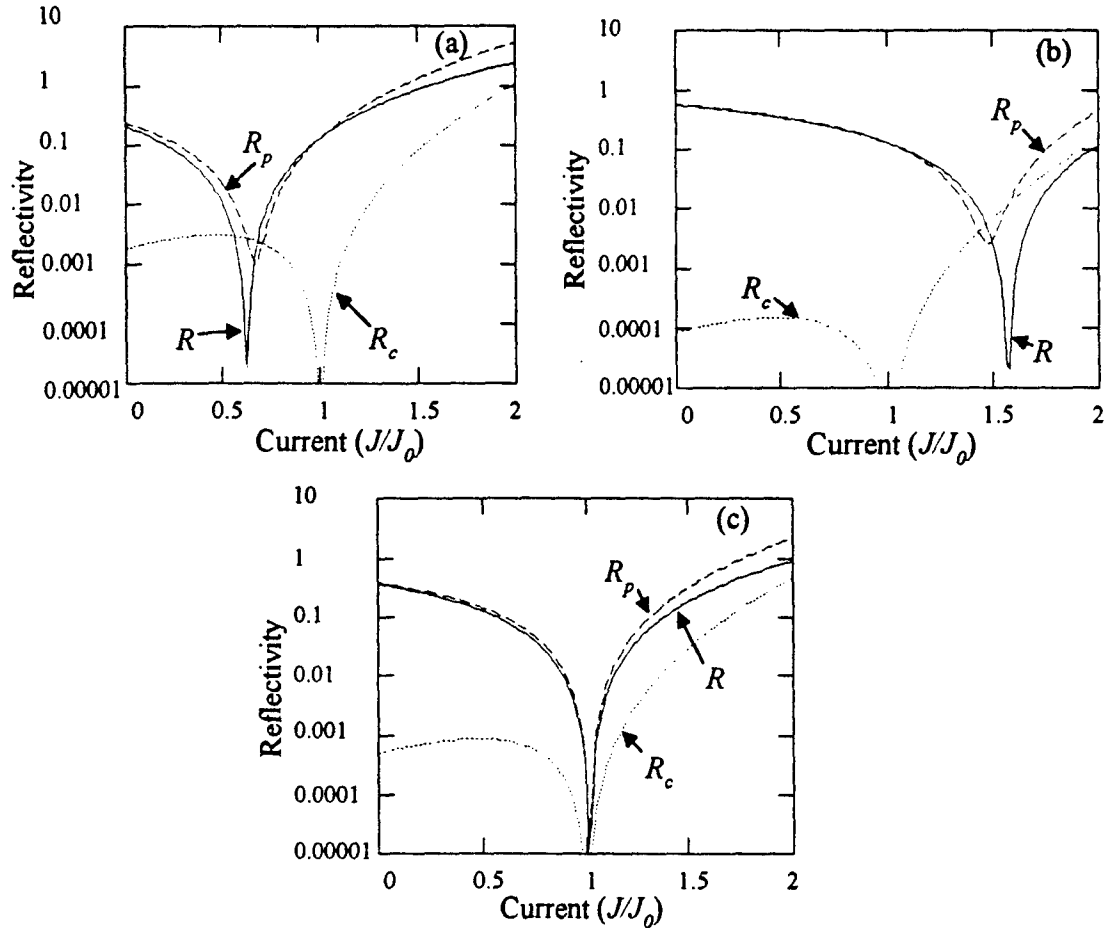 10
1
0.1
0.01
0.001
0.0001
0.00001
Reflectivity
(a)
R_p
R
R_c
0 0.5 1 1.5 2
Current (J/J_0)
10
1
0.1
0.01
0.001
0.0001
0.00001
Reflectivity
(b)
R_p
R_c
R
0 0.5 1 1.5 2
Current (J/J_0)
10
1
0.1
0.01
0.001
0.0001
0.00001
Reflectivity
(c)
R_p
R
R_c
0 0.5 1 1.5 2
Current (J/J_0)